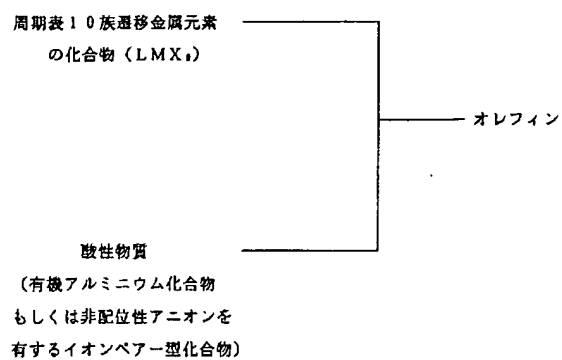 周期表10族遷移金属元素
の化合物（LMX₂）
オレフィン
酸性物質
（有機アルミニウム化合物
もしくは非配位性アニオンを
有するイオンペアー型化合物）